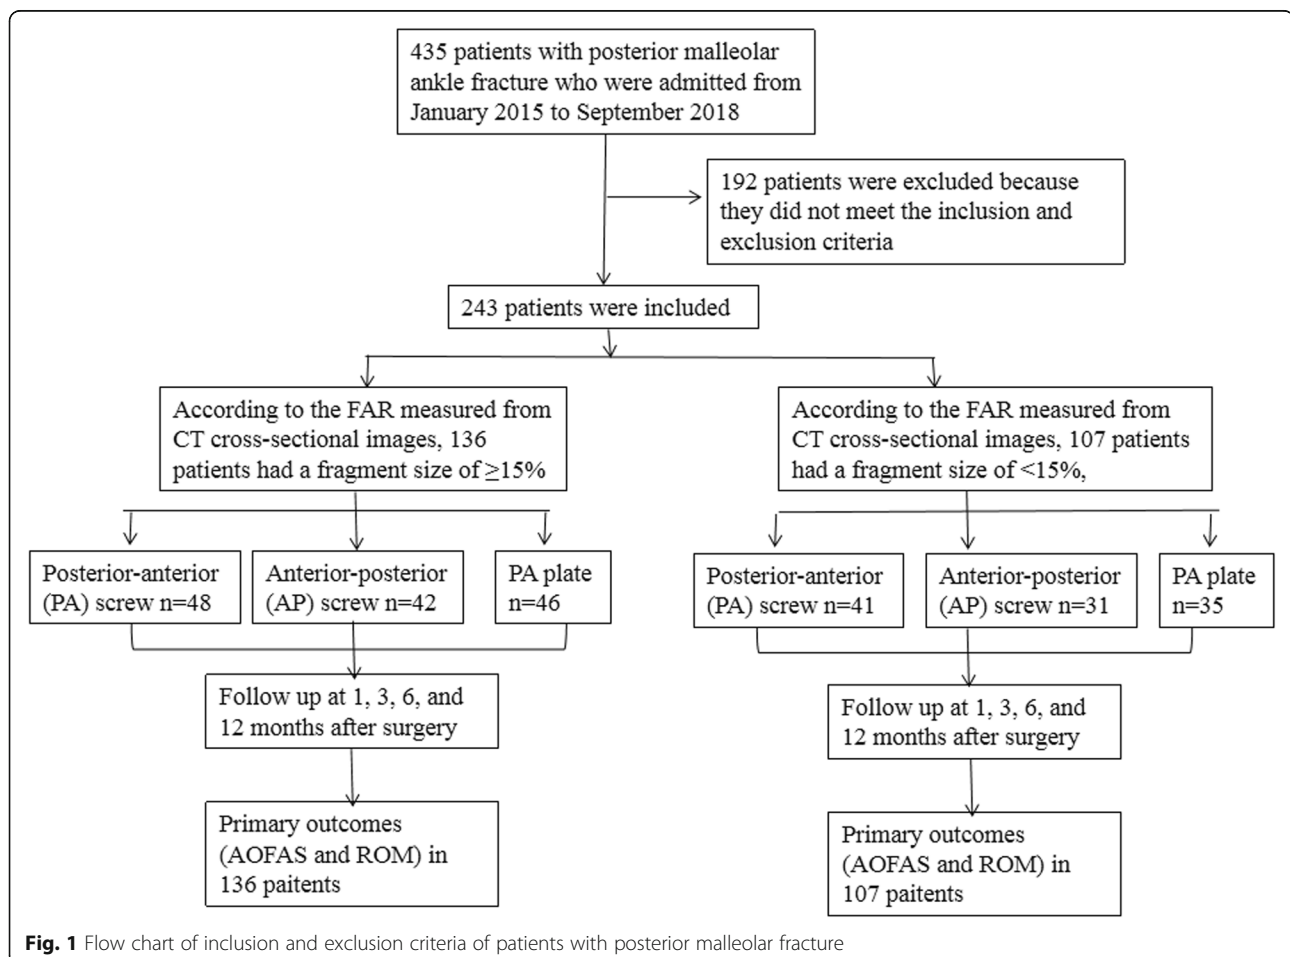 435 patients with posterior malleolar
ankle fracture who were admitted from
January 2015 to September 2018
192 patients were excluded because
they did not meet the inclusion and
exclusion criteria
243 patients were included
According to the FAR measured from
CT cross-sectional images, 136
patients had a fragment size of ≥15%
According to the FAR measured from
CT cross-sectional images, 107 patients
had a fragment size of <15%,
Posterior-anterior
(PA) screw n=48
Anterior-posterior
(AP) screw n=42
PA plate
n=46
Posterior-anterior
(PA) screw n=41
Anterior-posterior
(AP) screw n=31
PA plate
n=35
Follow up at 1, 3, 6, and
12 months after surgery
Follow up at 1, 3, 6, and
12 months after surgery
Primary outcomes
(AOFAS and ROM) in
136 paitents
Primary outcomes
(AOFAS and ROM) in
107 paitents
Fig. 1 Flow chart of inclusion and exclusion criteria of patients with posterior malleolar fracture